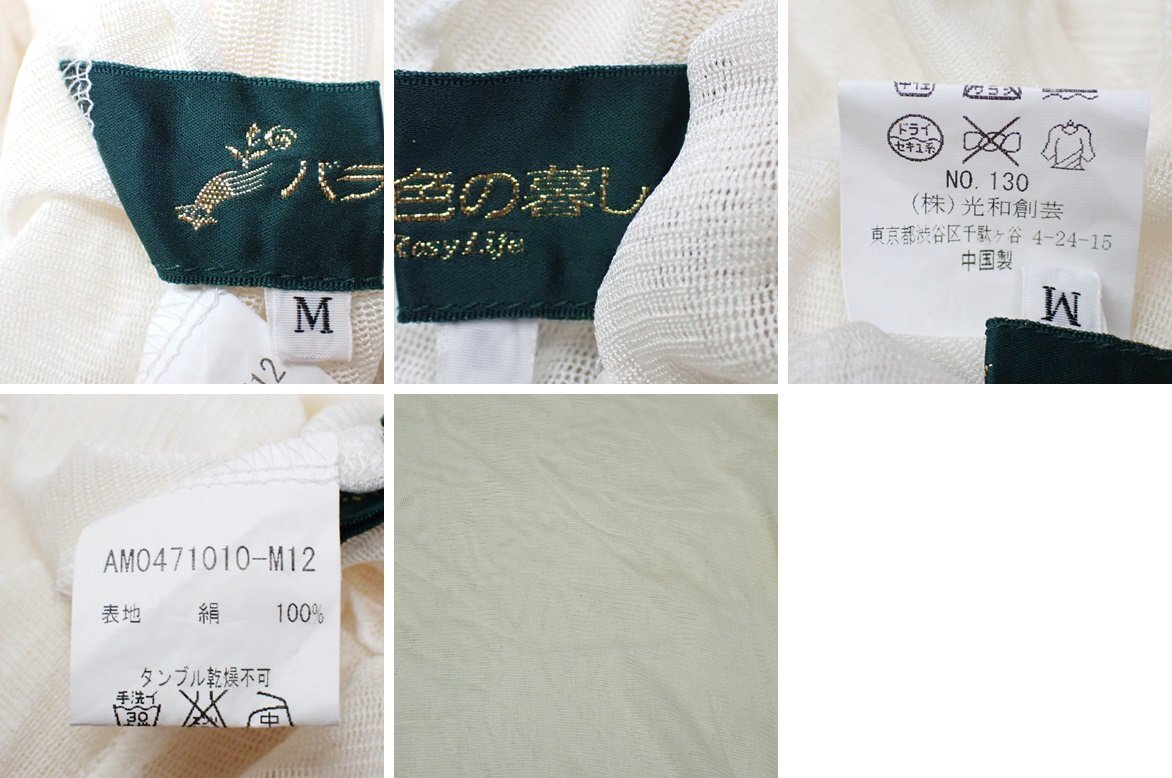 バラ
M
M12
色の暮し
Rosy Life
ドライ
セキユ系
NO. 130
(株)光和創芸
東京都渋谷区千駄ヶ谷 4-24-15
中国製
M
AM0471010-M12
表地 絹 100%
タンブル乾燥不可
手洗イ
30
中